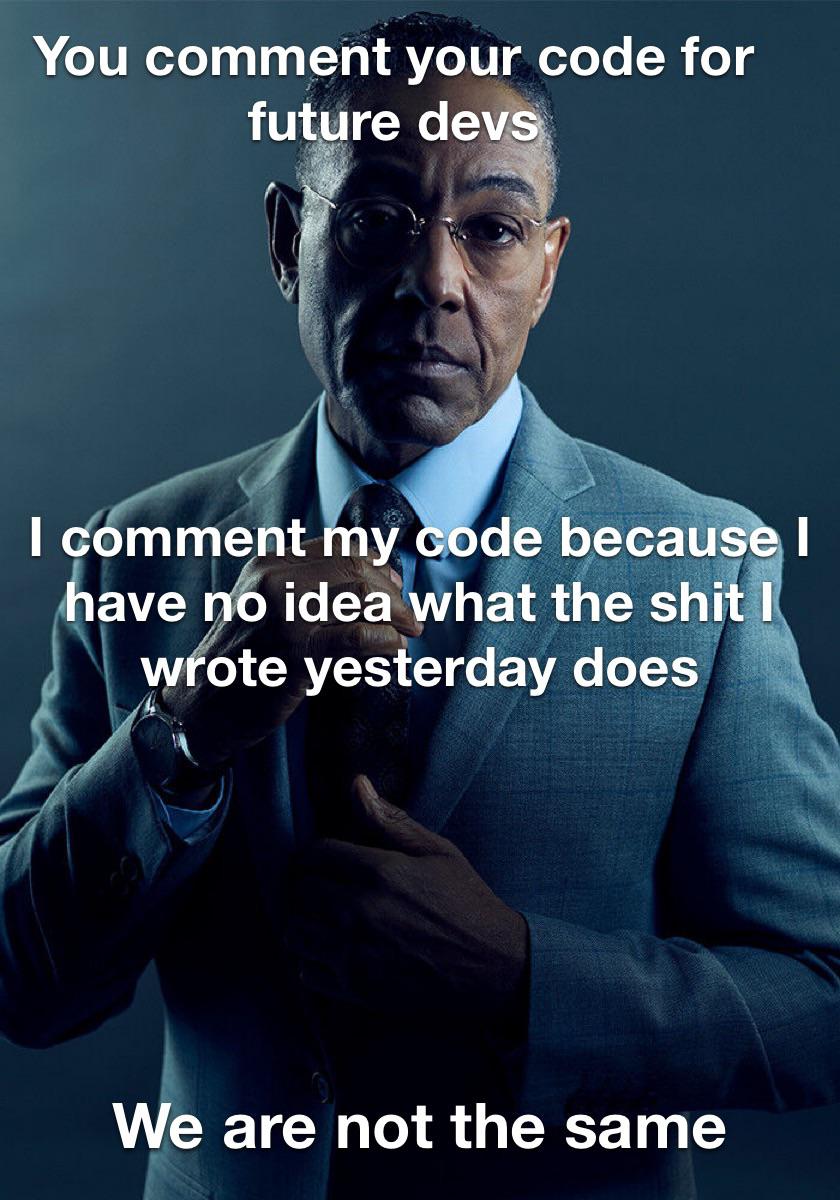 You comment your code for
future devs
I comment my code because I
have no idea what the shit I
wrote yesterday does
We are not the same